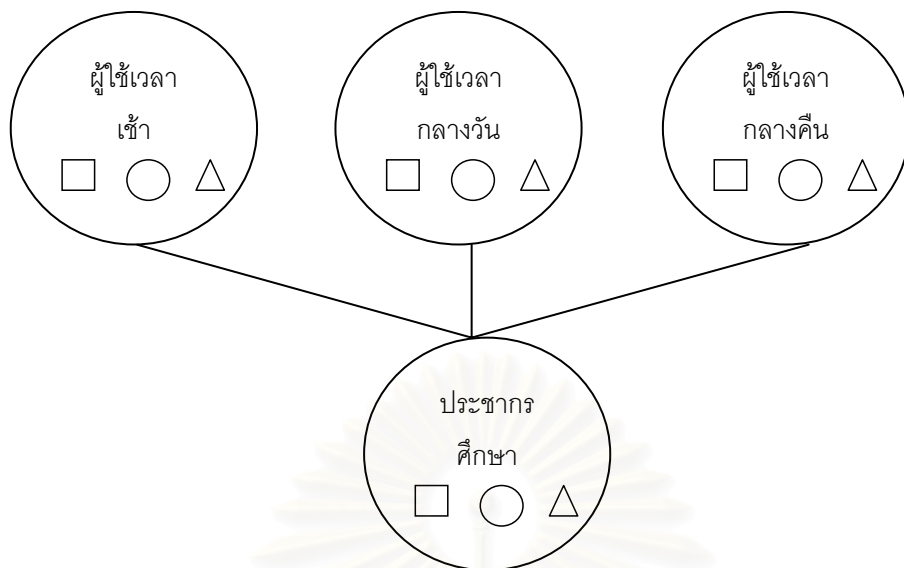 ผู้ใช้เวลา
เช้า
ผู้ใช้เวลา
กลางวัน
ผู้ใช้เวลา
กลางคืน
ประชากร
ศึกษา